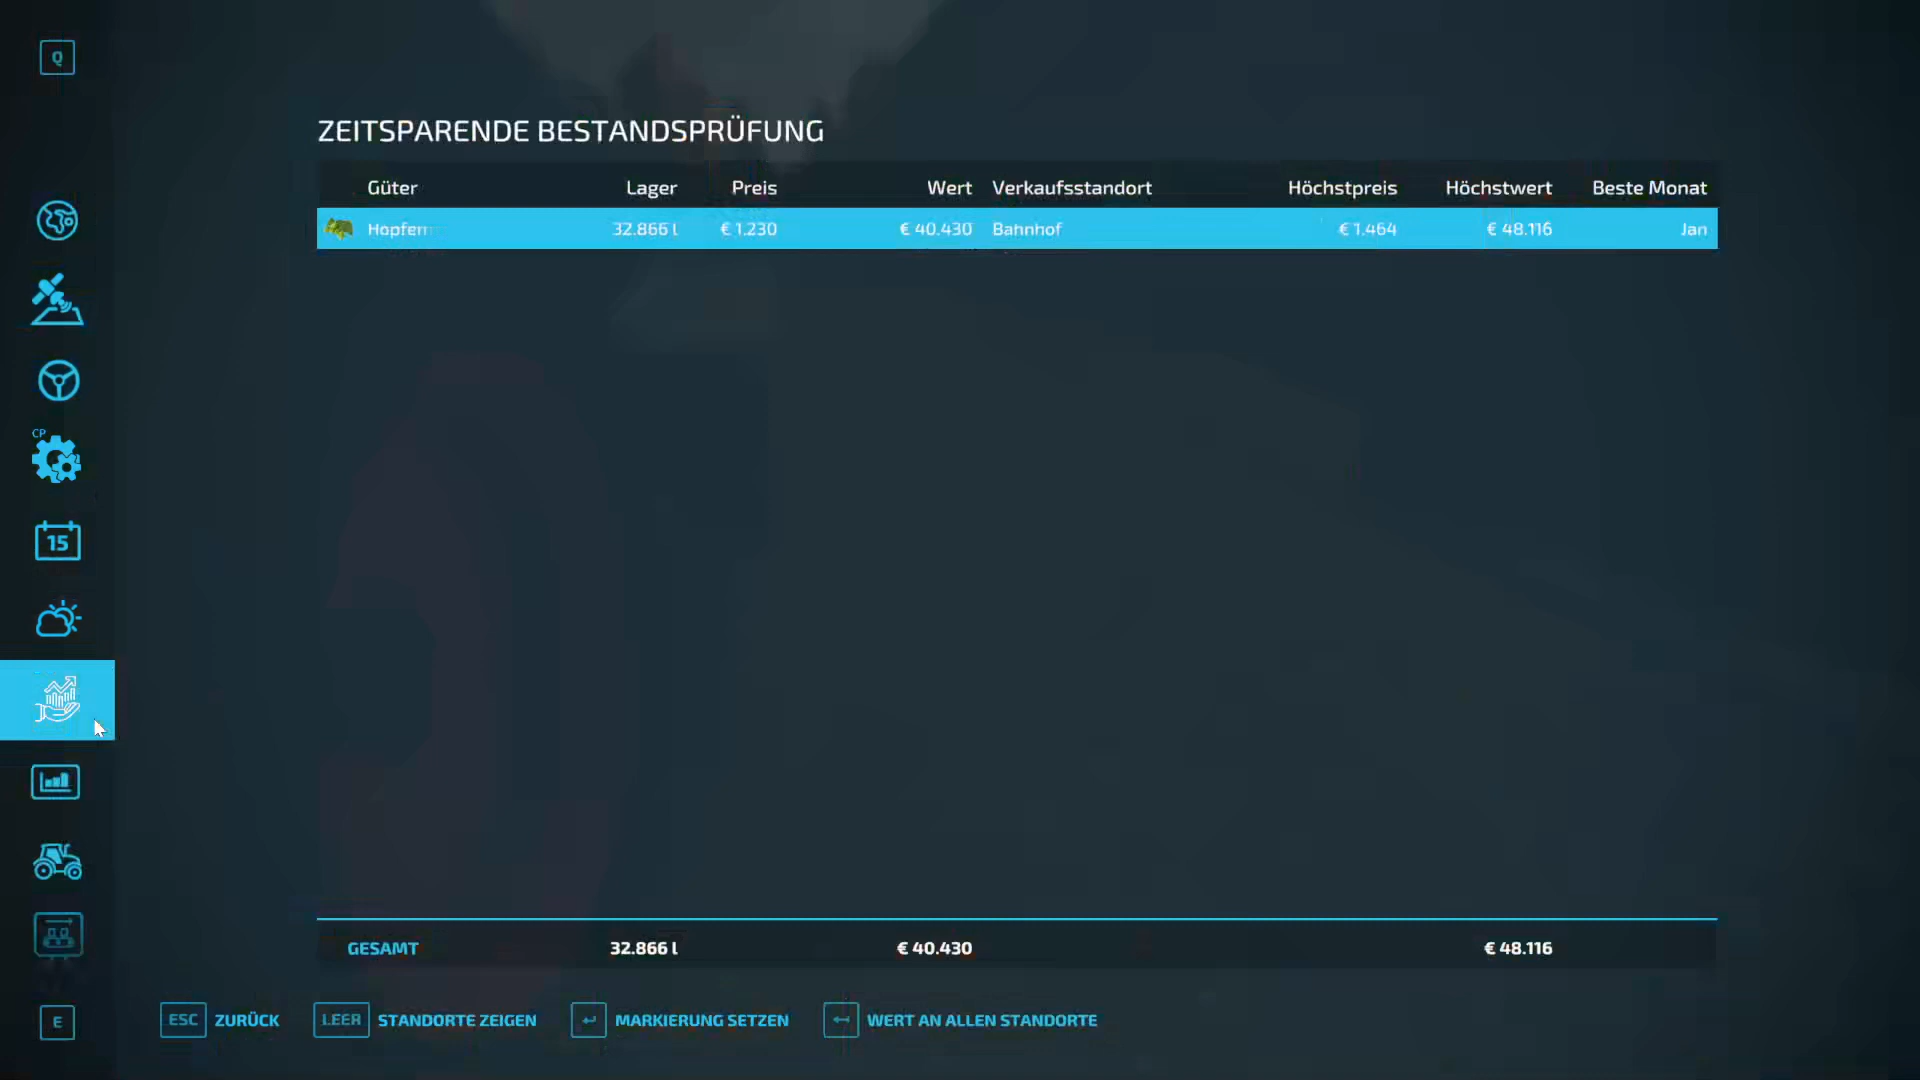 Q
ZEITSPARENDE BESTANDSPRÜFUNG
Güter Lager Preis Wert Verkaufsstandort Höchstpreis Höchstwert Beste Monat
Hopfen 32.866 l € 1.230 € 40.430 Bahnhof € 1.464 € 48.116 Jan
CP
15
GESAMT 32.866 l € 40.430 € 48.116
E ESC ZURÜCK LEER STANDORTE ZEIGEN MARKIERUNG SETZEN WERT AN ALLEN STANDORTE